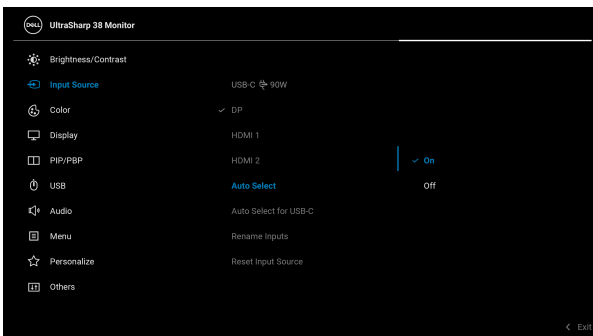 DELL
UltraSharp 38 Monitor
Brightness/Contrast
Input Source
USB-C 90W
Color
DP
Display
HDMI 1
PIP/PBP
HDMI 2
On
USB
Auto Select
Off
Audio
Auto Select for USB-C
Menu
Rename Inputs
Personalize
Reset Input Source
Others
Exit